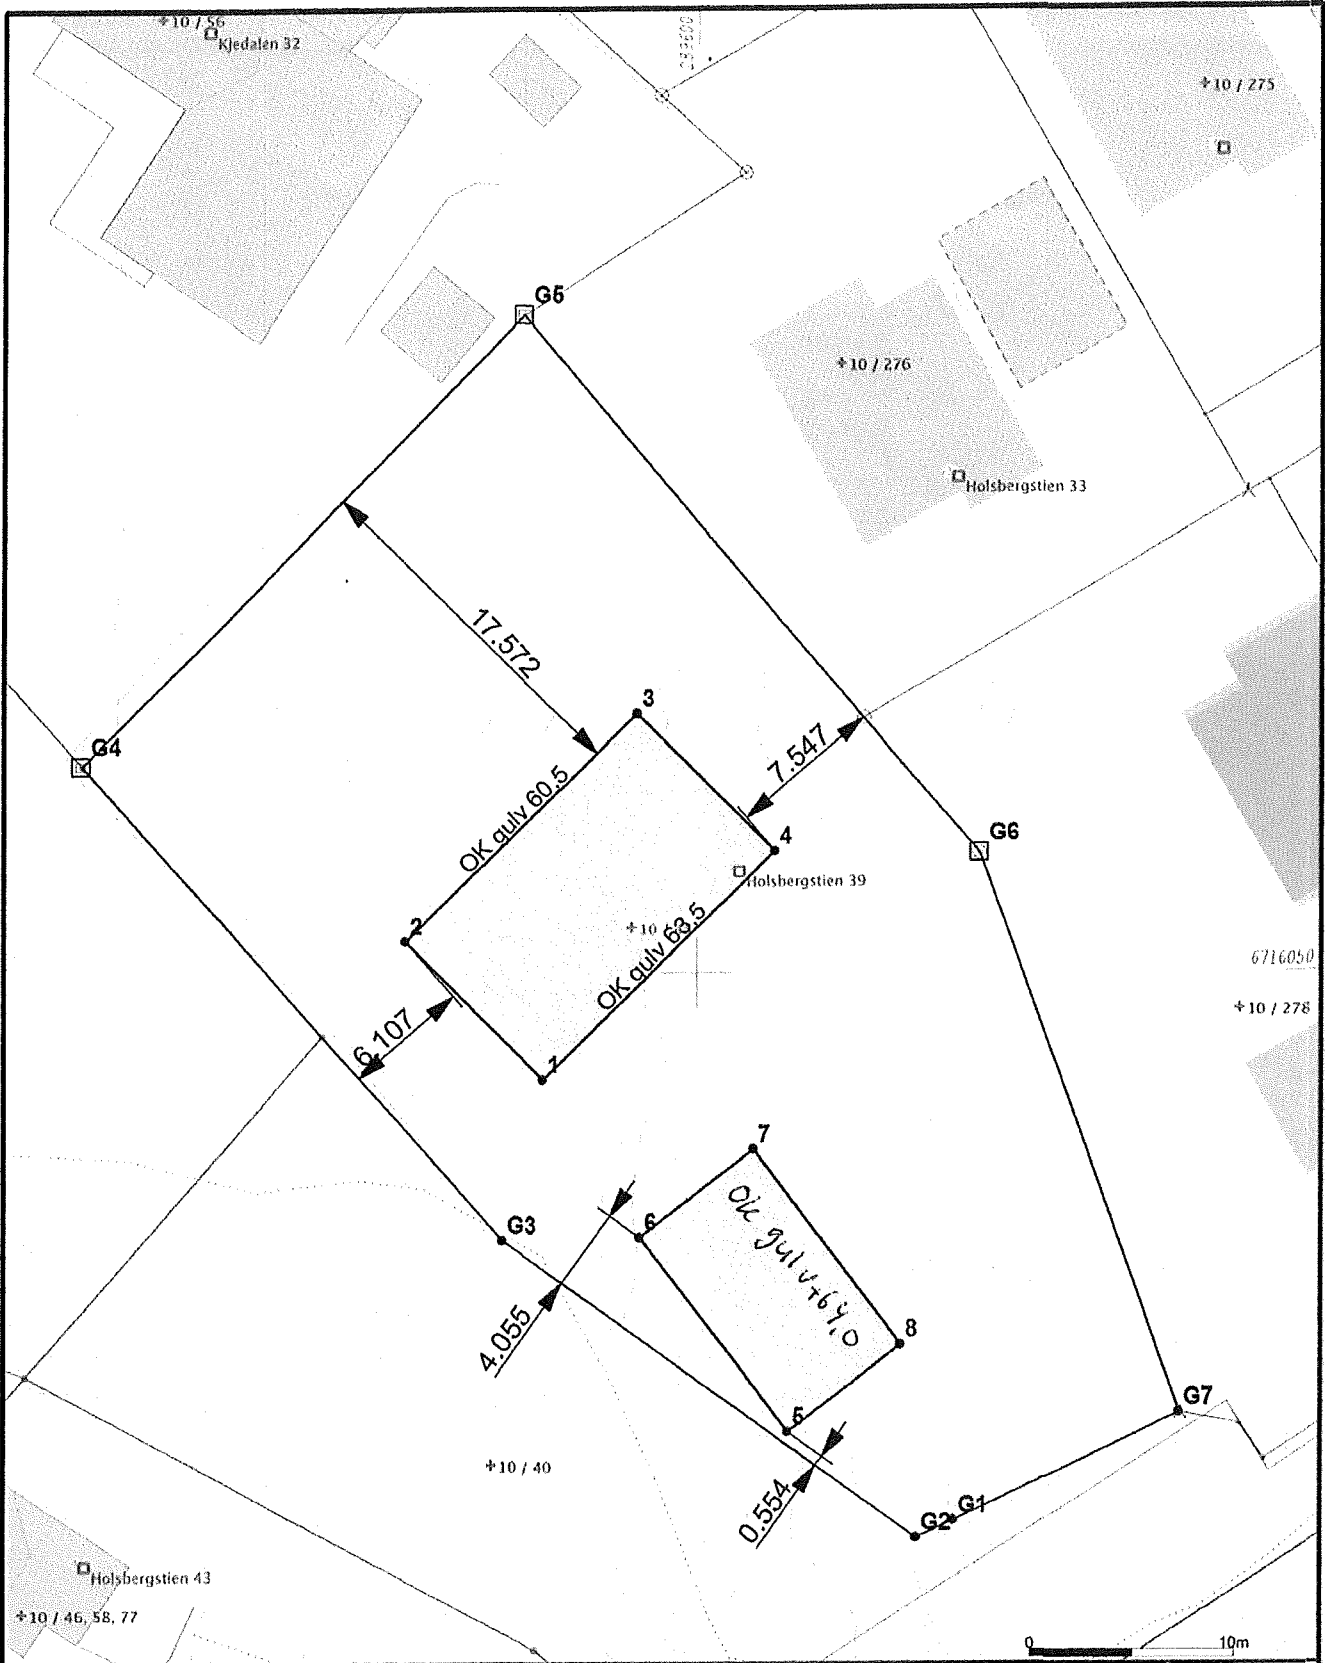 +10 / 56
Kjedalen 32
+10 / 275
G5
+10 / 276
Holsbergstien 33
17.572
3
G4
7.547
OK gulv 60,5
4
G6
Holsbergstien 39
2
+10 /
OK gulv 63,5
6716050
+10 / 278
6.107
1
7
G3
6
OK gulv +64,0
4.055
8
5
G7
+10 / 40
0.554
G1
G2
Holsbergstien 43
+10 / 46, 58, 77
0
10m